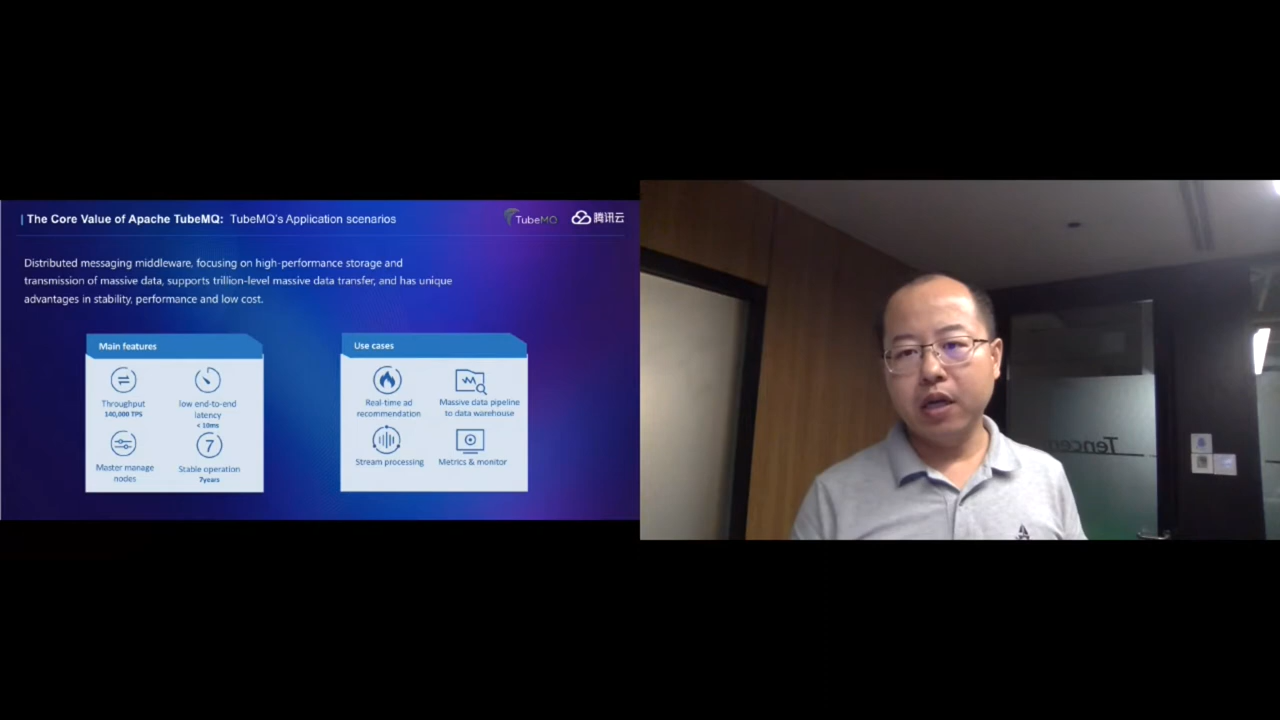 The Core Value of Apache TubeMQ: TubeMQ's Application scenarios
TubeMQ
腾讯云
Distributed messaging middleware, focusing on high-performance storage and
transmission of massive data, supports trillion-level massive data transfer, and has unique
advantages in stability, performance and low cost.
Main features
Throughput
140,000 TPS
low end-to-end
latency
< 10ms
Master manage
nodes
7
Stable operation
7years
Use cases
Real-time ad
recommendation
Massive data pipeline
to data warehouse
Stream processing
Metrics & monitor
Tencen